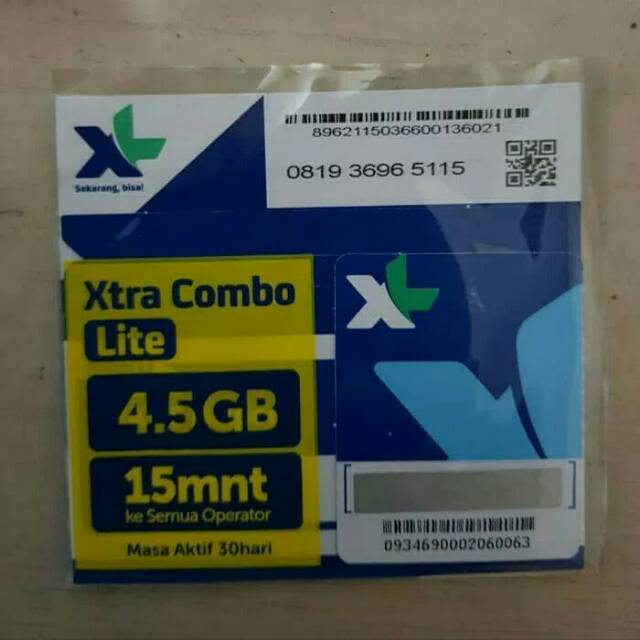 XL
Sekarang, bisa!
8962115036600136021
0819 3696 5115
Xtra Combo
Lite
4.5GB
15mnt
ke Semua Operator
Masa Aktif 30hari
XL
0934690002060063